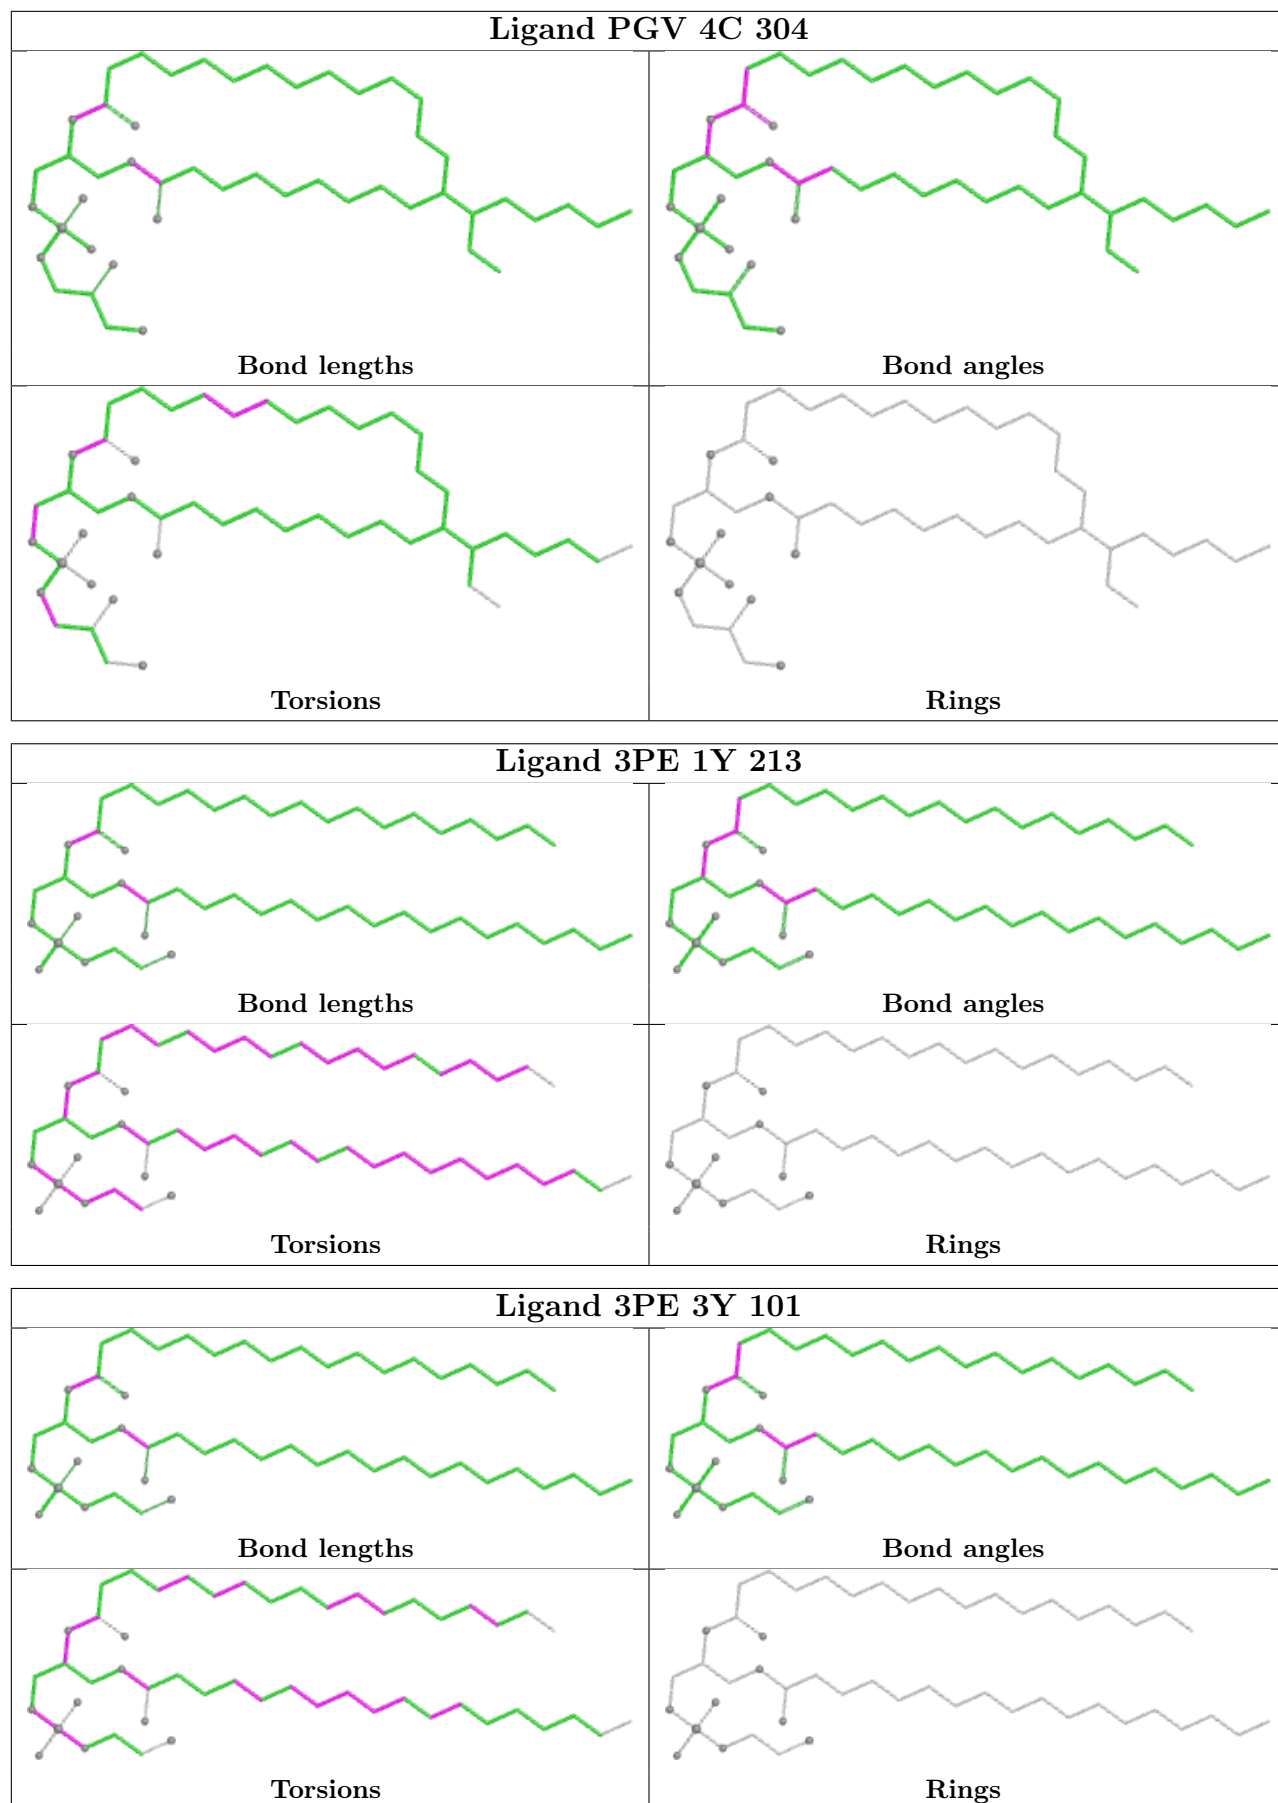 Ligand PGV 4C 304
Bond lengths
Bond angles
Torsions
Rings
Ligand 3PE 1Y 213
Bond lengths
Bond angles
Torsions
Rings
Ligand 3PE 3Y 101
Bond lengths
Bond angles
Torsions
Rings